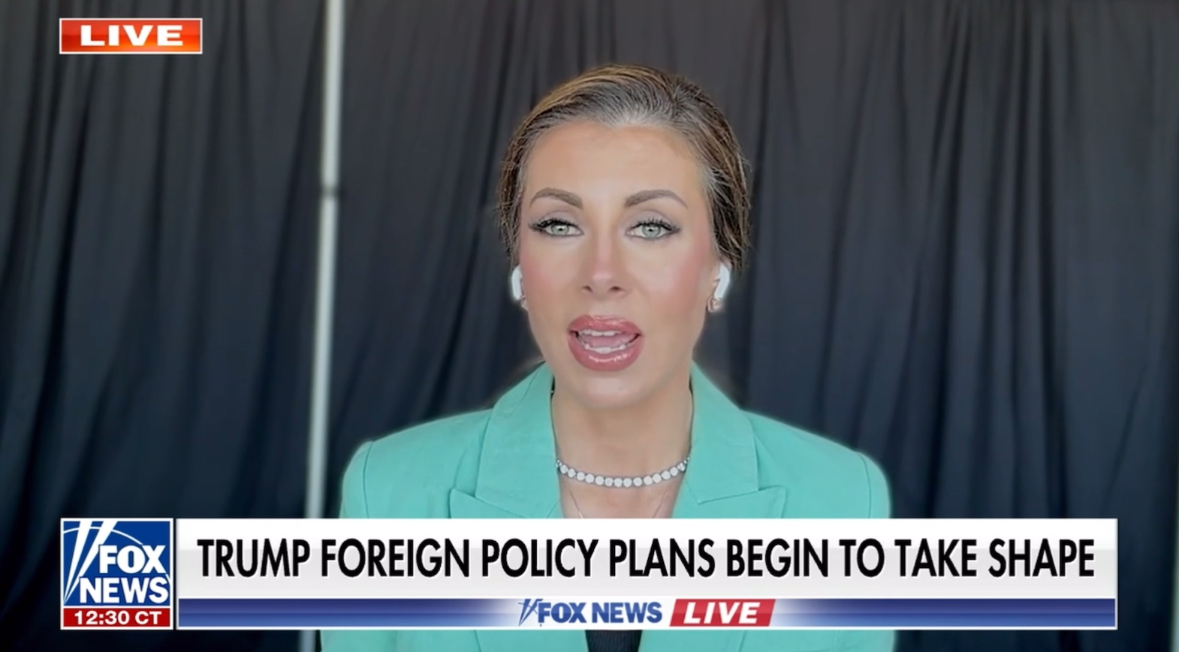 LIVE
TRUMP FOREIGN POLICY PLANS BEGIN TO TAKE SHAPE
FOX
NEWS
12:30 CT
FOX NEWS LIVE